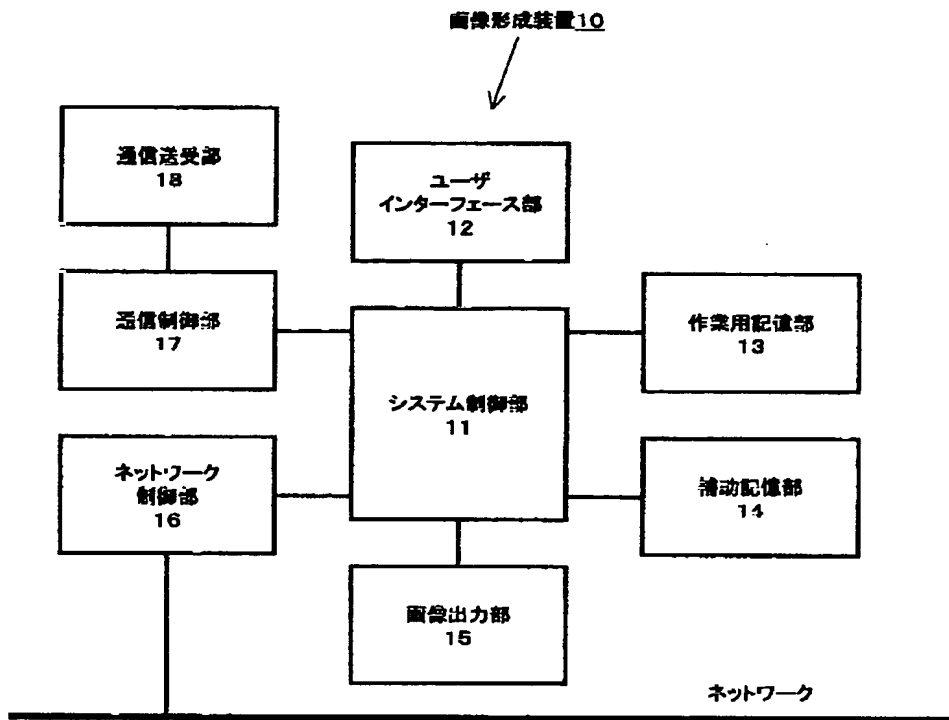 画像形成装置10
通信送受部
18
ユーザ
インターフェース部
12
通信制御部
17
作業用記憶部
13
システム制御部
11
ネットワーク
制御部
16
補助記憶部
14
画像出力部
15
ネットワーク